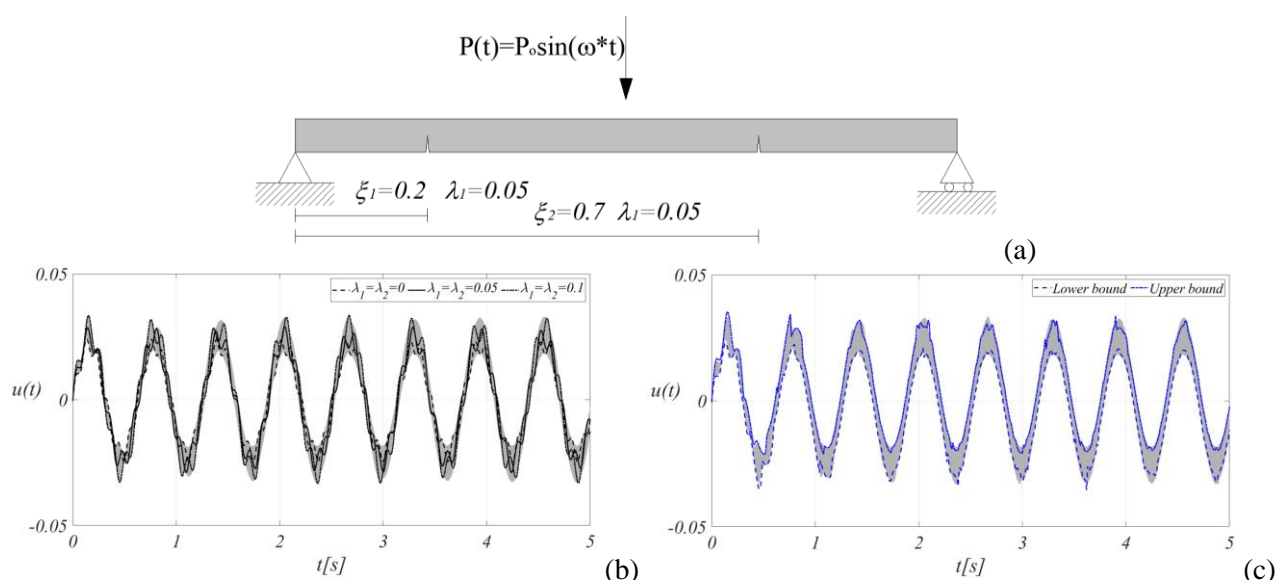 P(t)=Pₒsin(ω*t)
ξ₁=0.2 λ₁=0.05
ξ₂=0.7 λ₁=0.05
(a)
0.05
λ₁=λ₂=0 λ₁=λ₂=0.05 λ₁=λ₂=0.1
u(t)
0
-0.05
0 1 2 3 4 5
t[s]
(b)
0.05
Lower bound Upper bound
u(t)
0
-0.05
0 1 2 3 4 5
t[s]
(c)